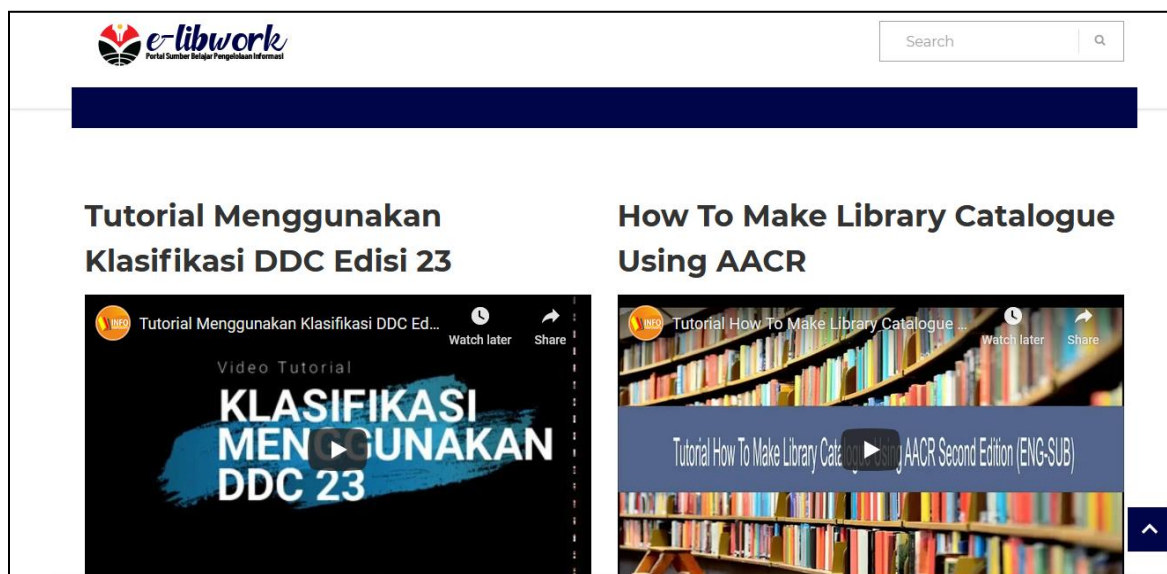 e-libwork
Portal Sumber Belajar Pengelolaan Informasi
Search
Tutorial Menggunakan
Klasifikasi DDC Edisi 23
How To Make Library Catalogue
Using AACR
INFO
Tutorial Menggunakan Klasifikasi DDC Ed...
Watch later
Share
Video Tutorial
KLASIFIKASI
MENGGUNAKAN
DDC 23
INFO
Tutorial How To Make Library Catalogue ...
Watch later
Share
Tutorial How To Make Library Catalogue Using AACR Second Edition (ENG-SUB)